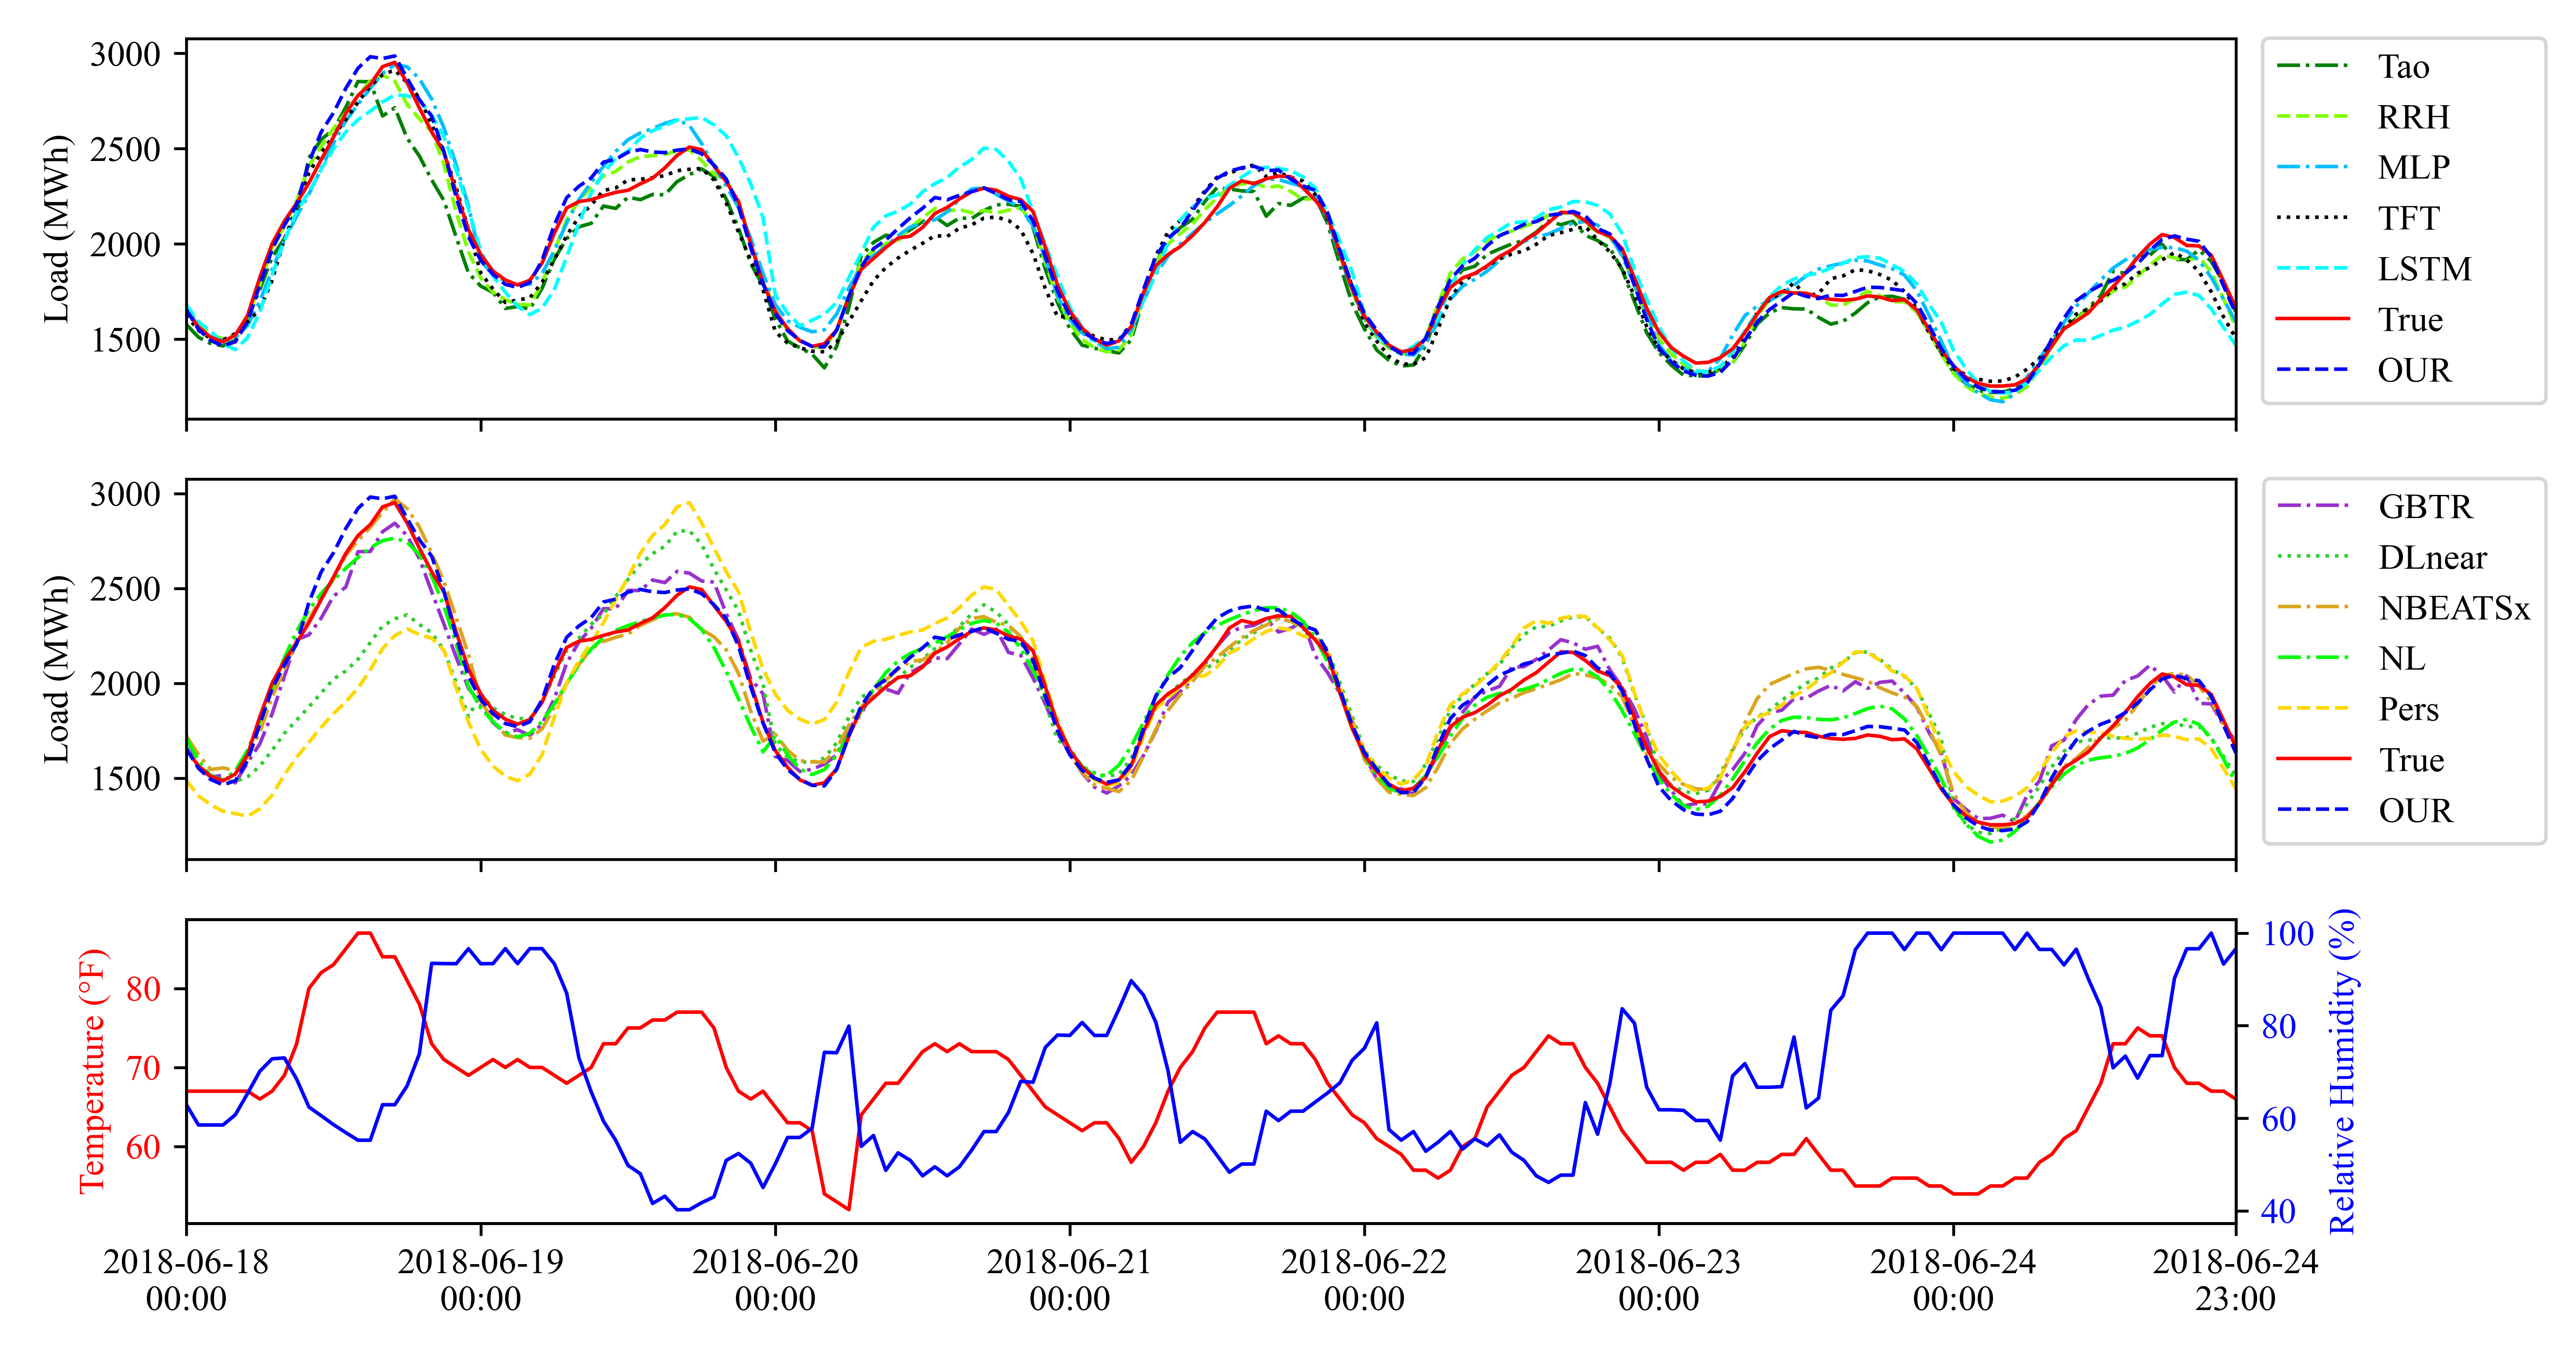 3000
2500
2000
1500
Load (MWh)
Tao
RRH
MLP
TFT
LSTM
True
OUR
3000
2500
2000
1500
Load (MWh)
GBTR
DLnear
NBEATSx
NL
Pers
True
OUR
80
70
60
Temperature (°F)
100
80
60
40
Relative Humidity (%)
2018-06-18 2018-06-19 2018-06-20 2018-06-21 2018-06-22 2018-06-23 2018-06-24 2018-06-24
00:00 00:00 00:00 00:00 00:00 00:00 00:00 23:00